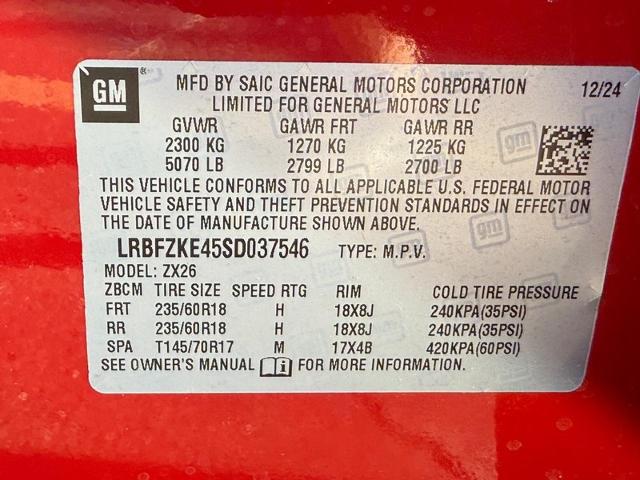 GM
MFD BY SAIC GENERAL MOTORS CORPORATION 12/24
LIMITED FOR GENERAL MOTORS LLC
GVWR GAWR FRT GAWR RR
2300 KG 1270 KG 1225 KG
5070 LB 2799 LB 2700 LB
THIS VEHICLE CONFORMS TO ALL APPLICABLE U.S. FEDERAL MOTOR
VEHICLE SAFETY AND THEFT PREVENTION STANDARDS IN EFFECT ON
THE DATE OF MANUFACTURE SHOWN ABOVE.
LRBFZKE45SD037546 TYPE: M.P.V.
MODEL: ZX26
ZBCM TIRE SIZE SPEED RTG RIM COLD TIRE PRESSURE
FRT 235/60R18 H 18X8J 240KPA(35PSI)
RR 235/60R18 H 18X8J 240KPA(35PSI)
SPA T145/70R17 M 17X4B 420KPA(60PSI)
SEE OWNER'S MANUAL FOR MORE INFORMATION.